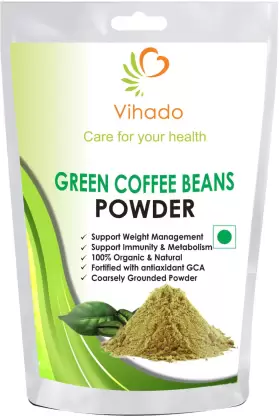 Vihado
Care for your health
GREEN COFFEE BEANS
POWDER
✓ Support Weight Management
✓ Support Immunity & Metabolism
✓ 100% Organic & Natural
✓ Fortified with antiaxidant GCA
✓ Coarsely Grounded Powder